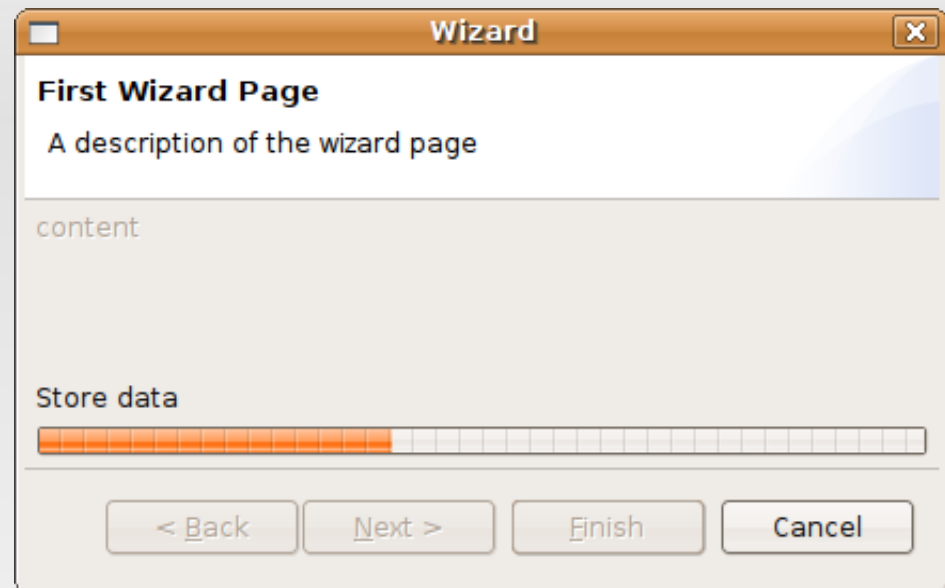 Wizard
First Wizard Page
A description of the wizard page
content
Store data
< Back Next > Finish Cancel